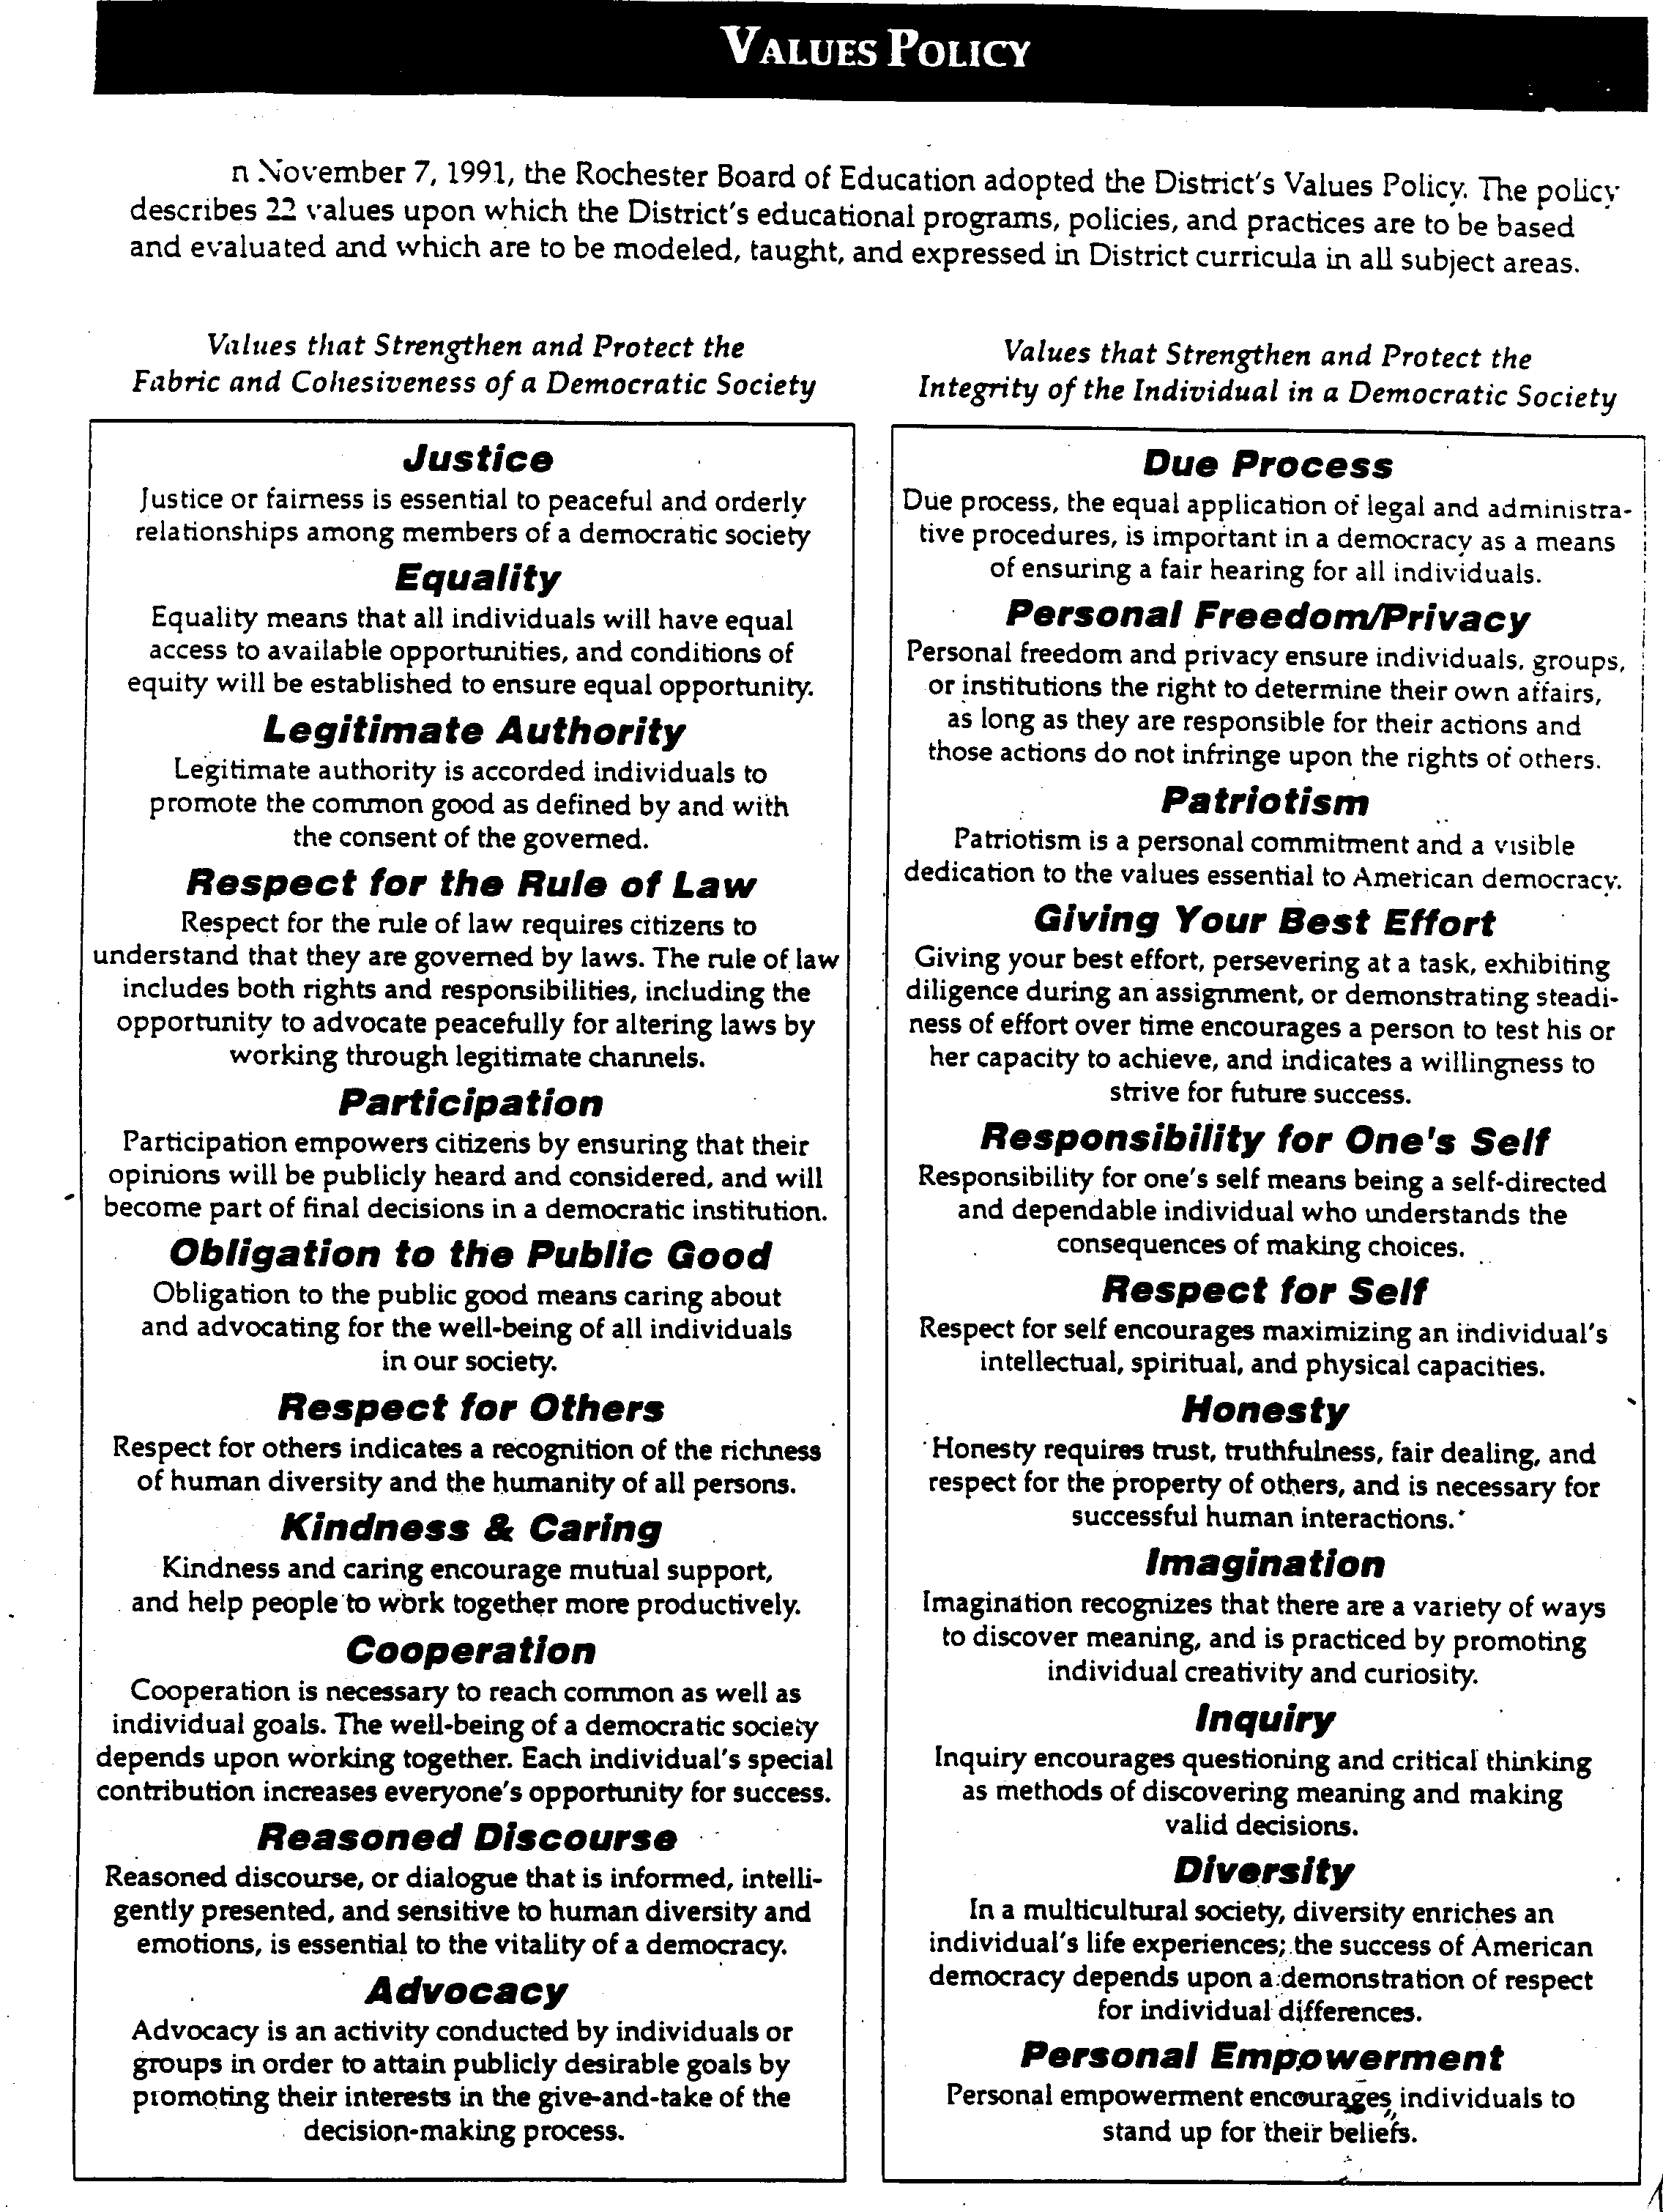 VALUES POLICY
n November 7, 1991, the Rochester Board of Education adopted the District's Values Policy. The policy
describes 22 values upon which the District's educational programs, policies, and practices are to be based
and evaluated and which are to be modeled, taught, and expressed in District curricula in all subject areas.
Values that Strengthen and Protect the
Fabric and Cohesiveness of a Democratic Society
Justice
Justice or fairness is essential to peaceful and orderly
relationships among members of a democratic society
Equality
Equality means that all individuals will have equal
access to available opportunities, and conditions of
equity will be established to ensure equal opportunity.
Legitimate Authority
Legitimate authority is accorded individuals to
promote the common good as defined by and with
the consent of the governed.
Respect for the Rule of Law
Respect for the rule of law requires citizens to
understand that they are governed by laws. The rule of law
includes both rights and responsibilities, including the
opportunity to advocate peacefully for altering laws by
working through legitimate channels.
Participation
Participation empowers citizens by ensuring that their
opinions will be publicly heard and considered, and will
become part of final decisions in a democratic institution.
Obligation to the Public Good
Obligation to the public good means caring about
and advocating for the well-being of all individuals
in our society.
Respect for Others
Respect for others indicates a recognition of the richness
of human diversity and the humanity of all persons.
Kindness & Caring
Kindness and caring encourage mutual support,
and help people to work together more productively.
Cooperation
Cooperation is necessary to reach common as well as
individual goals. The well-being of a democratic society
depends upon working together. Each individual's special
contribution increases everyone's opportunity for success.
Reasoned Discourse
Reasoned discourse, or dialogue that is informed, intelli-
gently presented, and sensitive to human diversity and
emotions, is essential to the vitality of a democracy.
Advocacy
Advocacy is an activity conducted by individuals or
groups in order to attain publicly desirable goals by
promoting their interests in the give-and-take of the
decision-making process.
Values that Strengthen and Protect the
Integrity of the Individual in a Democratic Society
Due Process
Due process, the equal application of legal and administra-
tive procedures, is important in a democracy as a means
of ensuring a fair hearing for all individuals.
Personal Freedom/Privacy
Personal freedom and privacy ensure individuals, groups,
or institutions the right to determine their own affairs,
as long as they are responsible for their actions and
those actions do not infringe upon the rights of others.
Patriotism
Patriotism is a personal commitment and a visible
dedication to the values essential to American democracy.
Giving Your Best Effort
Giving your best effort, persevering at a task, exhibiting
diligence during an assignment, or demonstrating steadi-
ness of effort over time encourages a person to test his or
her capacity to achieve, and indicates a willingness to
strive for future success.
Responsibility for One's Self
Responsibility for one's self means being a self-directed
and dependable individual who understands the
consequences of making choices.
Respect for Self
Respect for self encourages maximizing an individual's
intellectual, spiritual, and physical capacities.
Honesty
Honesty requires trust, truthfulness, fair dealing, and
respect for the property of others, and is necessary for
successful human interactions.
Imagination
Imagination recognizes that there are a variety of ways
to discover meaning, and is practiced by promoting
individual creativity and curiosity.
Inquiry
Inquiry encourages questioning and critical thinking
as methods of discovering meaning and making
valid decisions.
Diversity
In a multicultural society, diversity enriches an
individual's life experiences; the success of American
democracy depends upon a demonstration of respect
for individual differences.
Personal Empowerment
Personal empowerment encourages individuals to
stand up for their beliefs.